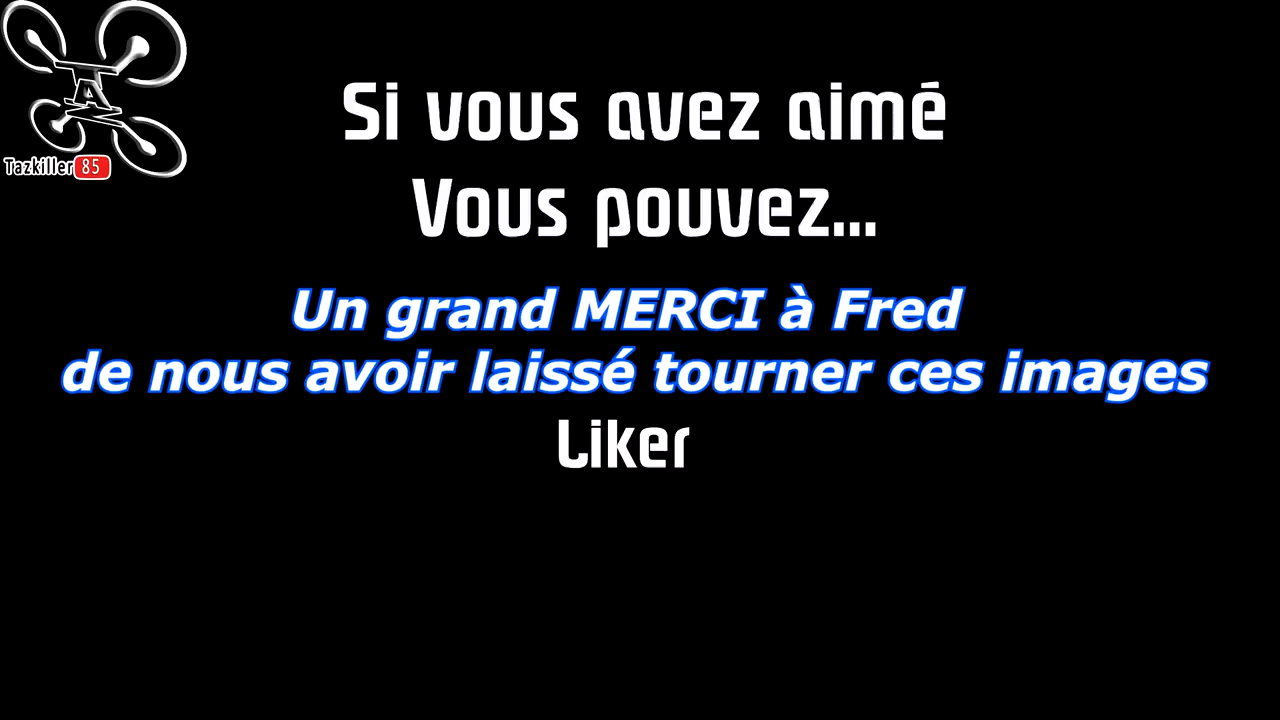 TAZ
Tazkiller 85
Si vous avez aimé
Vous pouvez...
Un grand MERCI à Fred
de nous avoir laissé tourner ces images
Liker